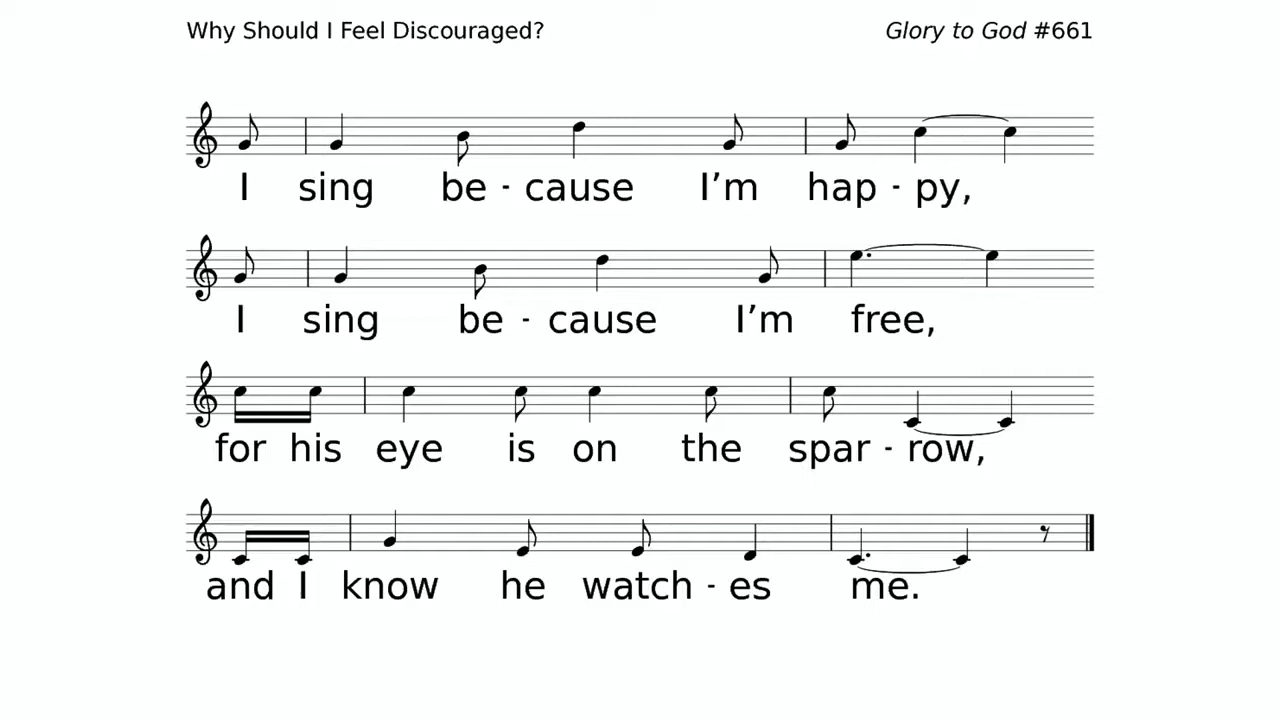 Why Should I Feel Discouraged? Glory to God #661
I sing be - cause I’m hap - py,
I sing be - cause I’m free,
for his eye is on the spar - row,
and I know he watch - es me.